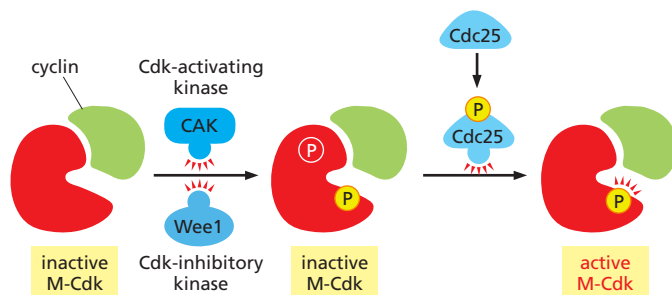 cyclin
Cdk-activating
kinase
CAK
Wee1
Cdk-inhibitory
kinase
inactive
M-Cdk
P
P
inactive
M-Cdk
Cdc25
P
Cdc25
P
active
M-Cdk